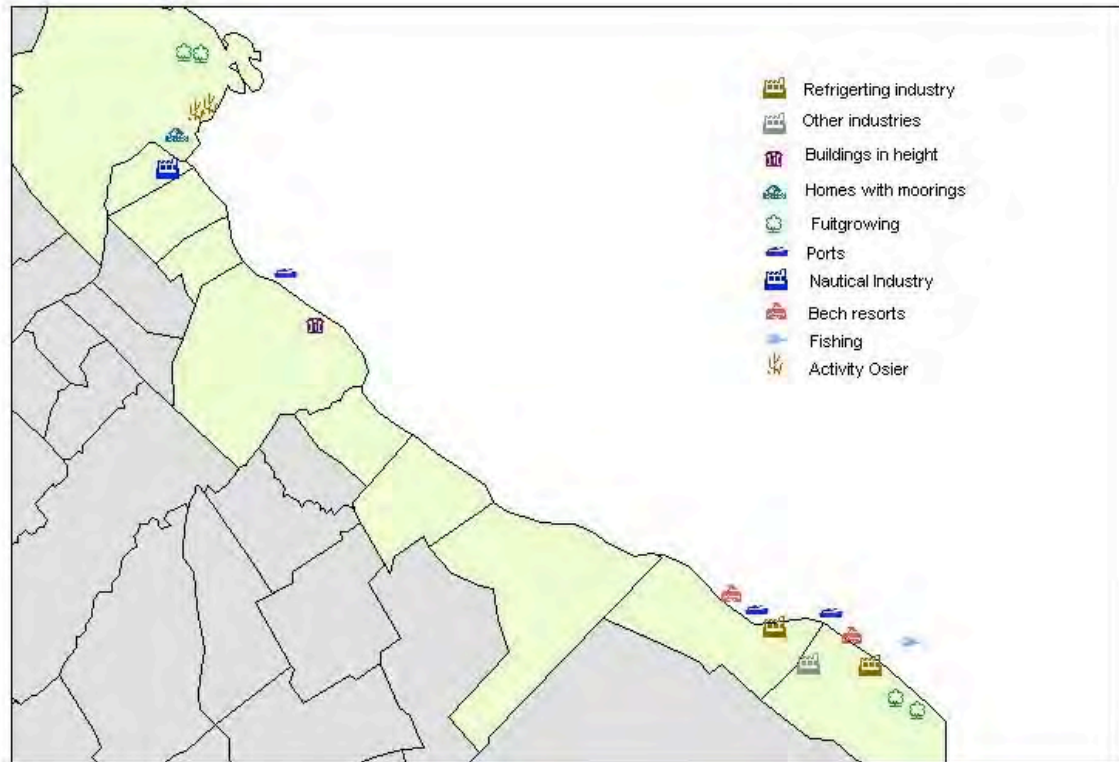 Refrigerting industry
Other industries
Buildings in height
Homes with moorings
Fuitgrowing
Ports
Nautical Industry
Bech resorts
Fishing
Activity Osier